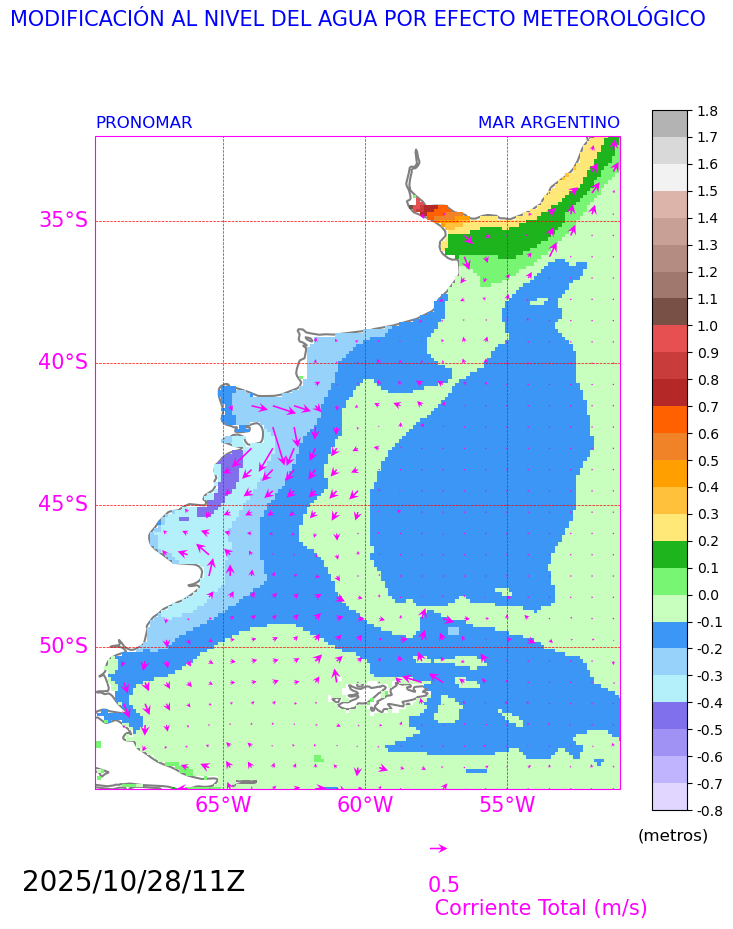 MODIFICACIÓN AL NIVEL DEL AGUA POR EFECTO METEOROLÓGICO
PRONOMAR
MAR ARGENTINO
35°S
40°S
45°S
50°S
65°W
60°W
55°W
1.8
1.7
1.6
1.5
1.4
1.3
1.2
1.1
1.0
0.9
0.8
0.7
0.6
0.5
0.4
0.3
0.2
0.1
0.0
-0.1
-0.2
-0.3
-0.4
-0.5
-0.6
-0.7
-0.8
(metros)
2025/10/28/11Z
0.5
Corriente Total (m/s)